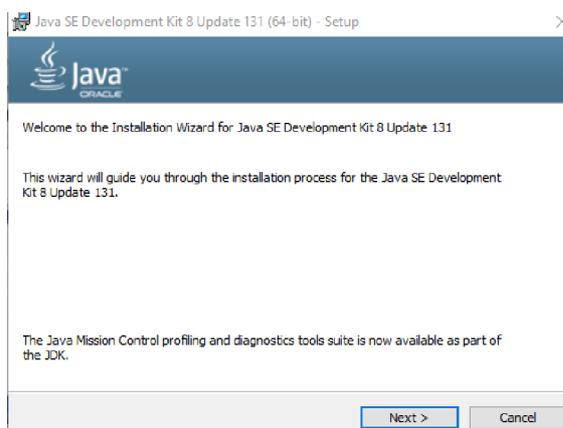 Java SE Development Kit 8 Update 131 (64-bit) - Setup
Java™
ORACLE
Welcome to the Installation Wizard for Java SE Development Kit 8 Update 131
This wizard will guide you through the installation process for the Java SE Development
Kit 8 Update 131.
The Java Mission Control profiling and diagnostics tools suite is now available as part of
the JDK.
Next >
Cancel